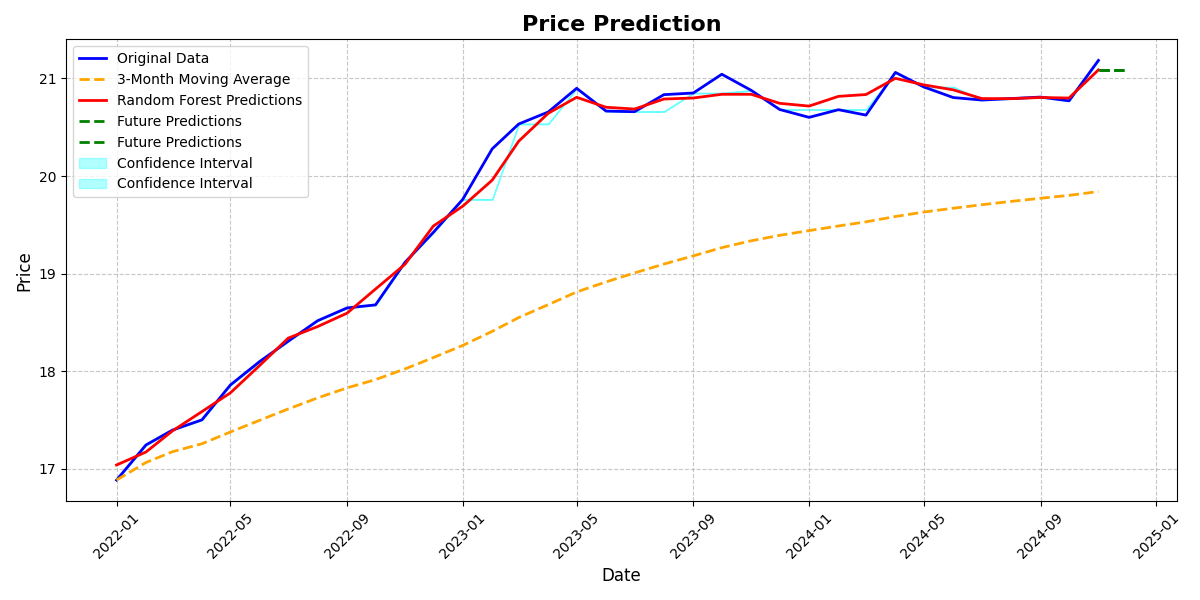 Price Prediction
Original Data
3-Month Moving Average
Random Forest Predictions
Future Predictions
Future Predictions
Confidence Interval
Confidence Interval
Price
21
20
19
18
17
2022-01
2022-05
2022-09
2023-01
2023-05
2023-09
2024-01
2024-05
2024-09
2025-01
Date